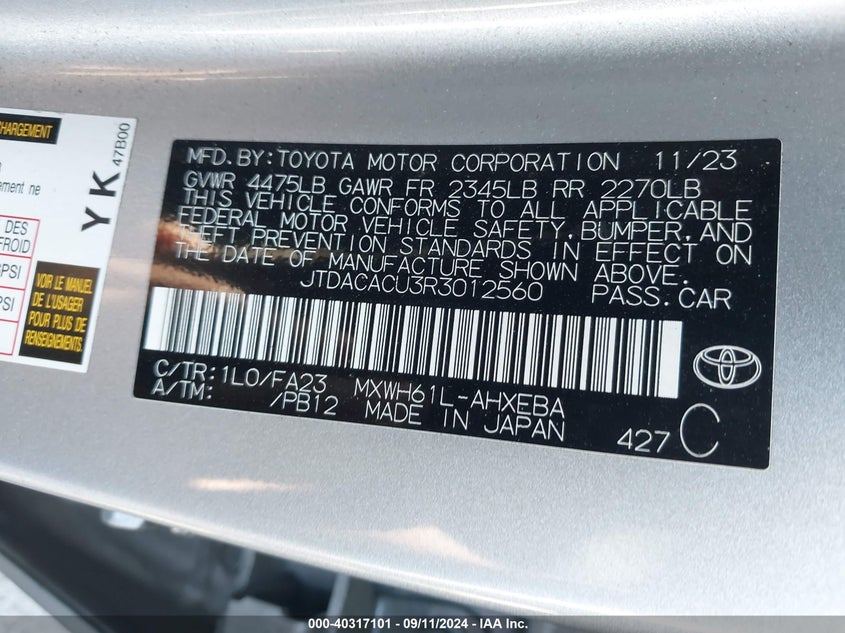 CHARGEMENT
ement ne
DES
FROID
PSI
PSI
VOIR LE MANUEL
DE L'USAGER
POUR PLUS DE
RENSEIGNEMENTS.
YK
47B00
MFD.BY:TOYOTA MOTOR CORPORATION 11/23
GVWR 4475LB GAWR FR 2345LB RR 2270LB
THIS VEHICLE CONFORMS TO ALL APPLICABLE
FEDERAL MOTOR VEHICLE SAFETY,BUMPER,AND
THEFT PREVENTION STANDARDS IN EFFECT ON
THE DATE OF MANUFACTURE SHOWN ABOVE.
JTDACACU3R3012560 PASS.CAR
C/TR:1L0/FA23 MXWH61L-AHXEBA
A/TM: /PB12 MADE IN JAPAN
427 C
000-40317101 - 09/11/2024 - IAA Inc.